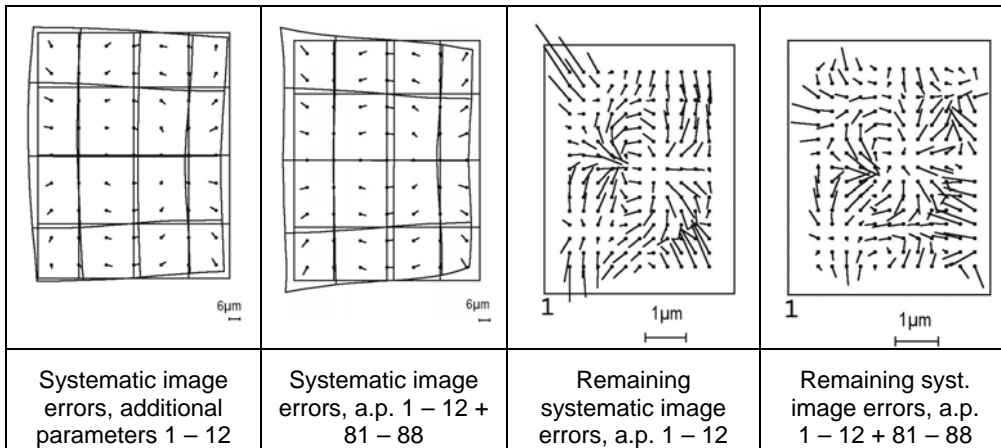 6µm
6µm
1
1µm
1
1µm
Systematic image
errors, additional
parameters 1 – 12
Systematic image
errors, a.p. 1 – 12 +
81 – 88
Remaining
systematic image
errors, a.p. 1 – 12
Remaining syst.
image errors, a.p.
1 – 12 + 81 – 88